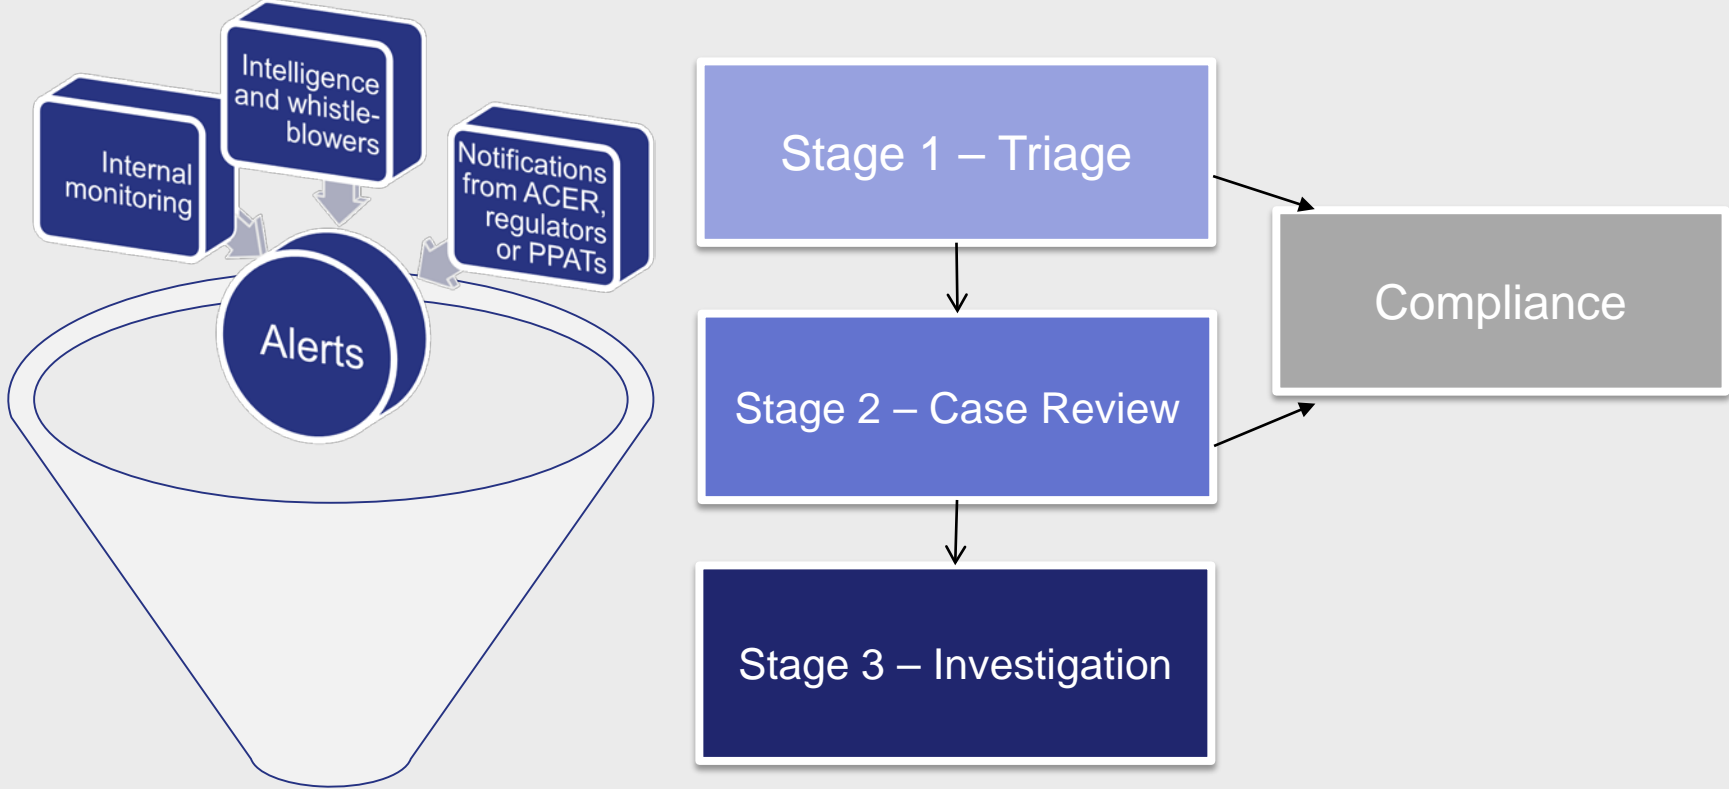 Intelligence
and whistle-
blowers
Internal
monitoring
Notifications
from ACER,
regulators
or PPATs
Alerts
Stage 1 – Triage
Stage 2 – Case Review
Stage 3 – Investigation
Compliance